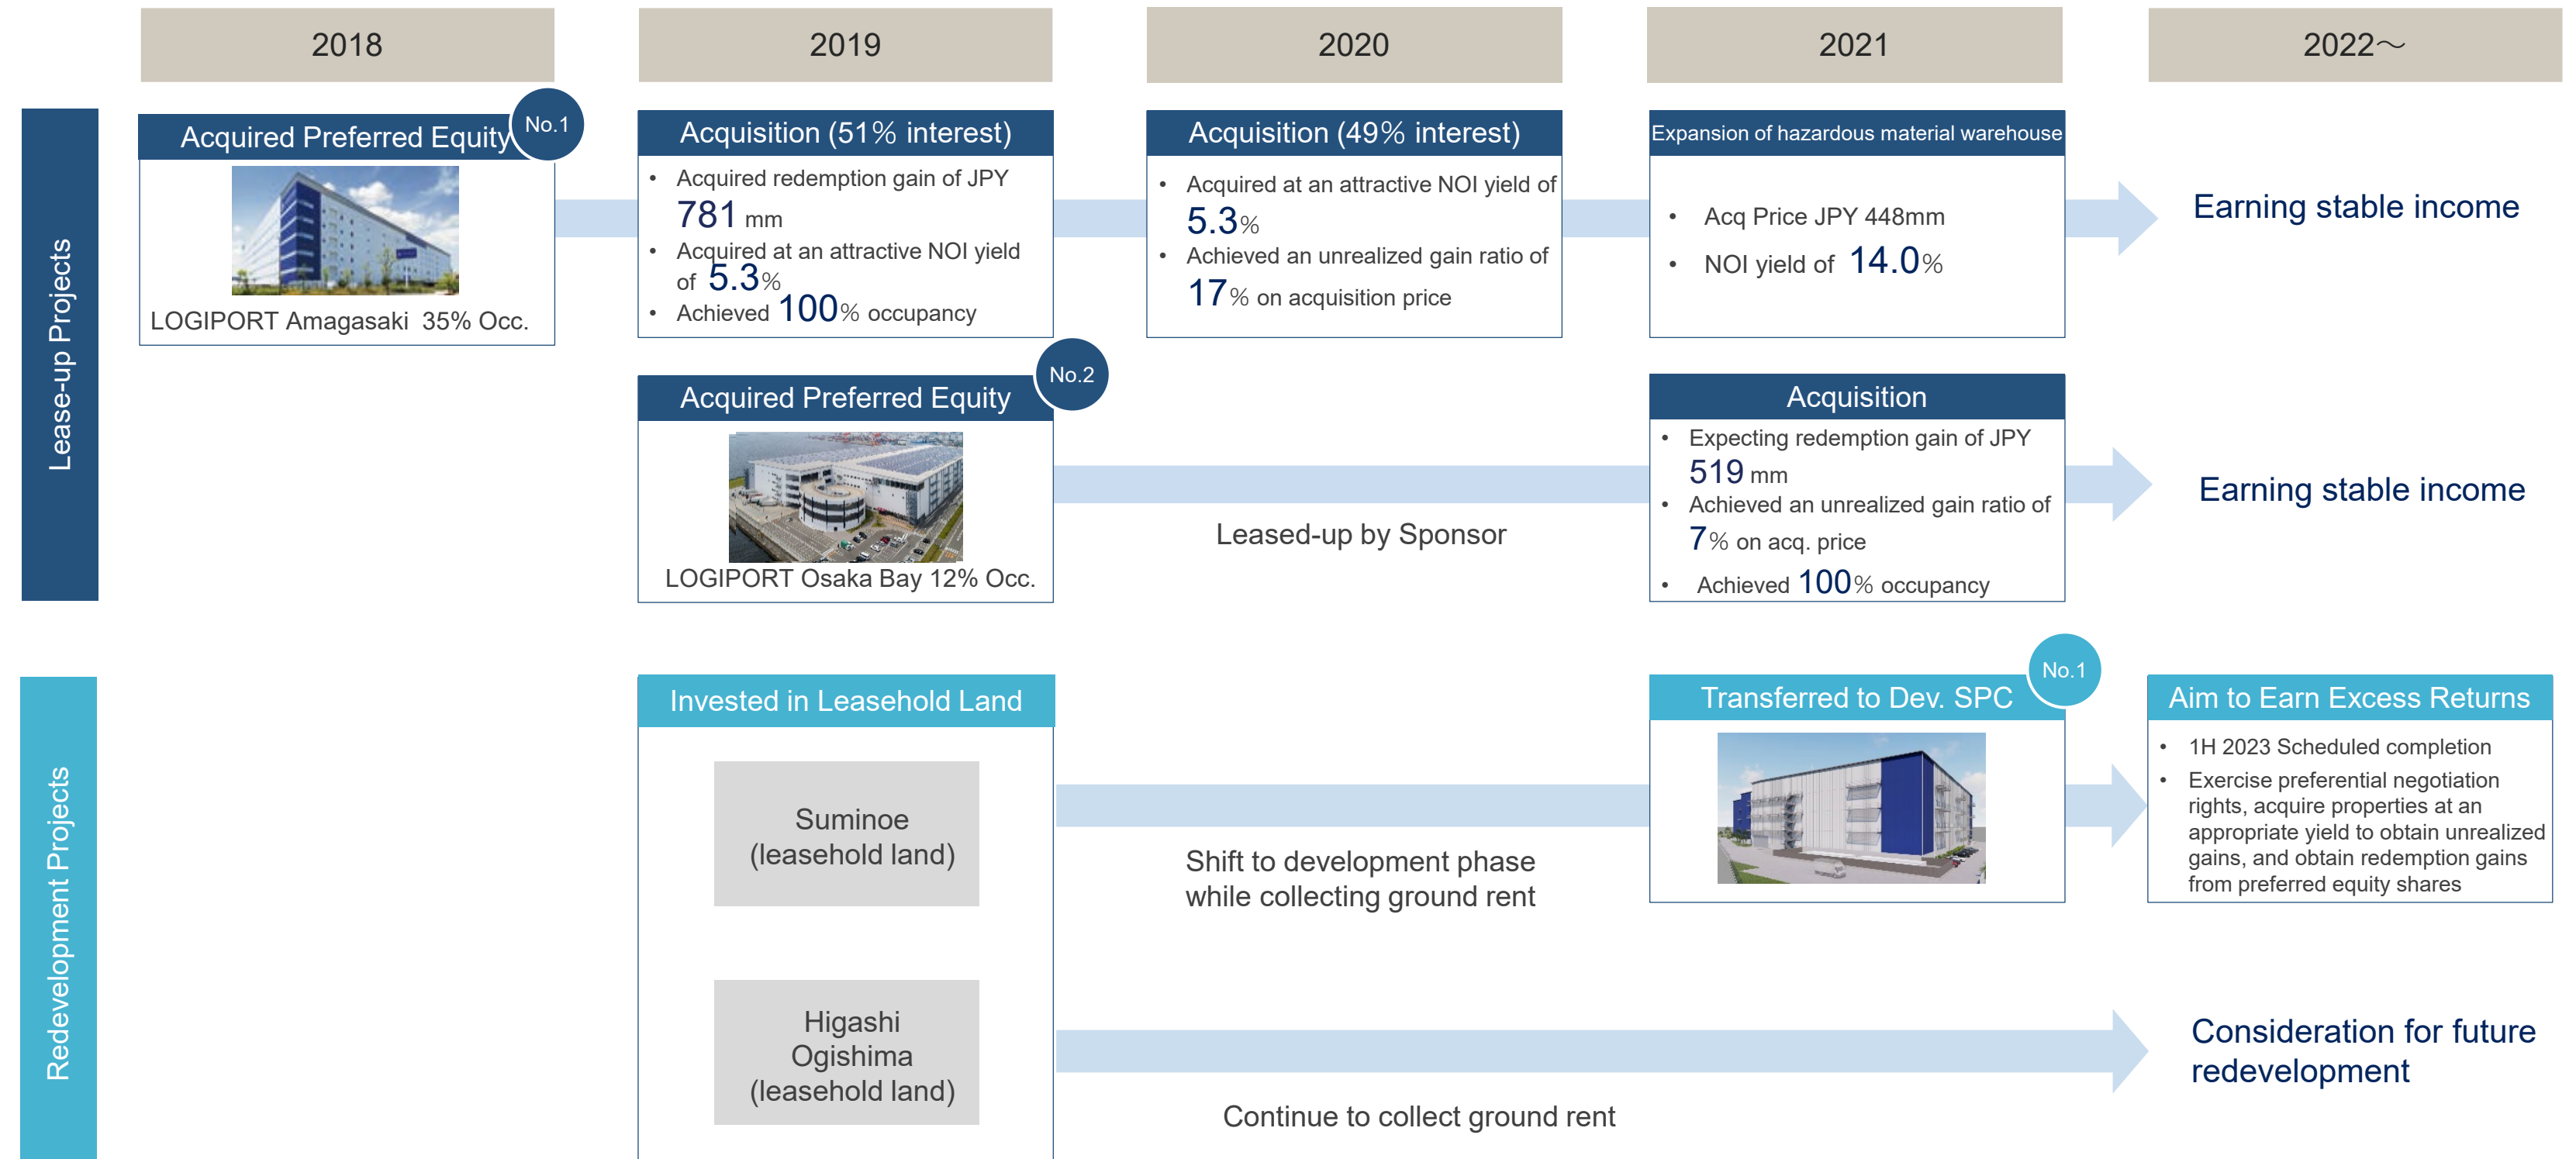 2018
2019
2020
2021
2022～
Lease-up Projects
Acquired Preferred Equity
No.1
LOGIPORT Amagasaki 35% Occ.
Acquisition (51% interest)
• Acquired redemption gain of JPY
781 mm
• Acquired at an attractive NOI yield
of 5.3%
• Achieved 100% occupancy
Acquisition (49% interest)
• Acquired at an attractive NOI yield of
5.3%
• Achieved an unrealized gain ratio of
17% on acquisition price
Expansion of hazardous material warehouse
• Acq Price JPY 448mm
• NOI yield of 14.0%
Earning stable income
Acquired Preferred Equity
No.2
LOGIPORT Osaka Bay 12% Occ.
Leased-up by Sponsor
Acquisition
• Expecting redemption gain of JPY
519 mm
• Achieved an unrealized gain ratio of
7% on acq. price
• Achieved 100% occupancy
Earning stable income
Redevelopment Projects
Invested in Leasehold Land
Suminoe
(leasehold land)
Shift to development phase
while collecting ground rent
Transferred to Dev. SPC
No.1
Aim to Earn Excess Returns
• 1H 2023 Scheduled completion
• Exercise preferential negotiation
rights, acquire properties at an
appropriate yield to obtain unrealized
gains, and obtain redemption gains
from preferred equity shares
Higashi
Ogishima
(leasehold land)
Continue to collect ground rent
Consideration for future
redevelopment